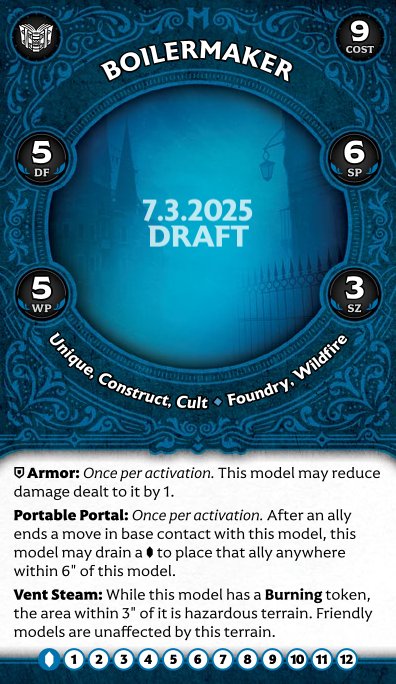 BOILERMAKER
9
COST
5
DF
6
SP
7.3.2025
DRAFT
5
WP
3
SZ
Unique, Construct, Cult ◆ Foundry, Wildfire
Armor: Once per activation. This model may reduce
damage dealt to it by 1.
Portable Portal: Once per activation. After an ally
ends a move in base contact with this model, this
model may drain a to place that ally anywhere
within 6" of this model.
Vent Steam: While this model has a Burning token,
the area within 3" of it is hazardous terrain. Friendly
models are unaffected by this terrain.
1 2 3 4 5 6 7 8 9 10 11 12